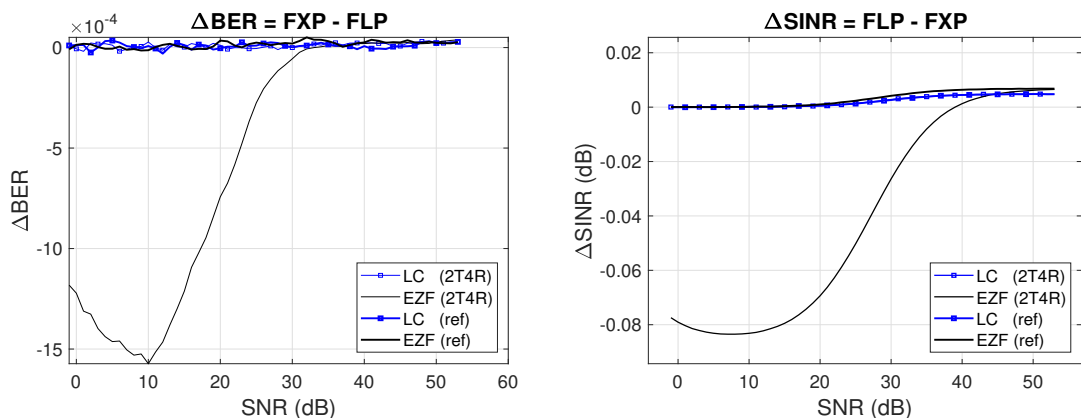 ΔBER = FXP - FLP
×10⁻⁴
0
-5
-10
-15
ΔBER
0
10
20
30
40
50
60
SNR (dB)
LC (2T4R)
EZF (2T4R)
LC (ref)
EZF (ref)
ΔSINR = FLP - FXP
0.02
0
-0.02
-0.04
-0.06
-0.08
ΔSINR (dB)
0
10
20
30
40
50
SNR (dB)
LC (2T4R)
EZF (2T4R)
LC (ref)
EZF (ref)